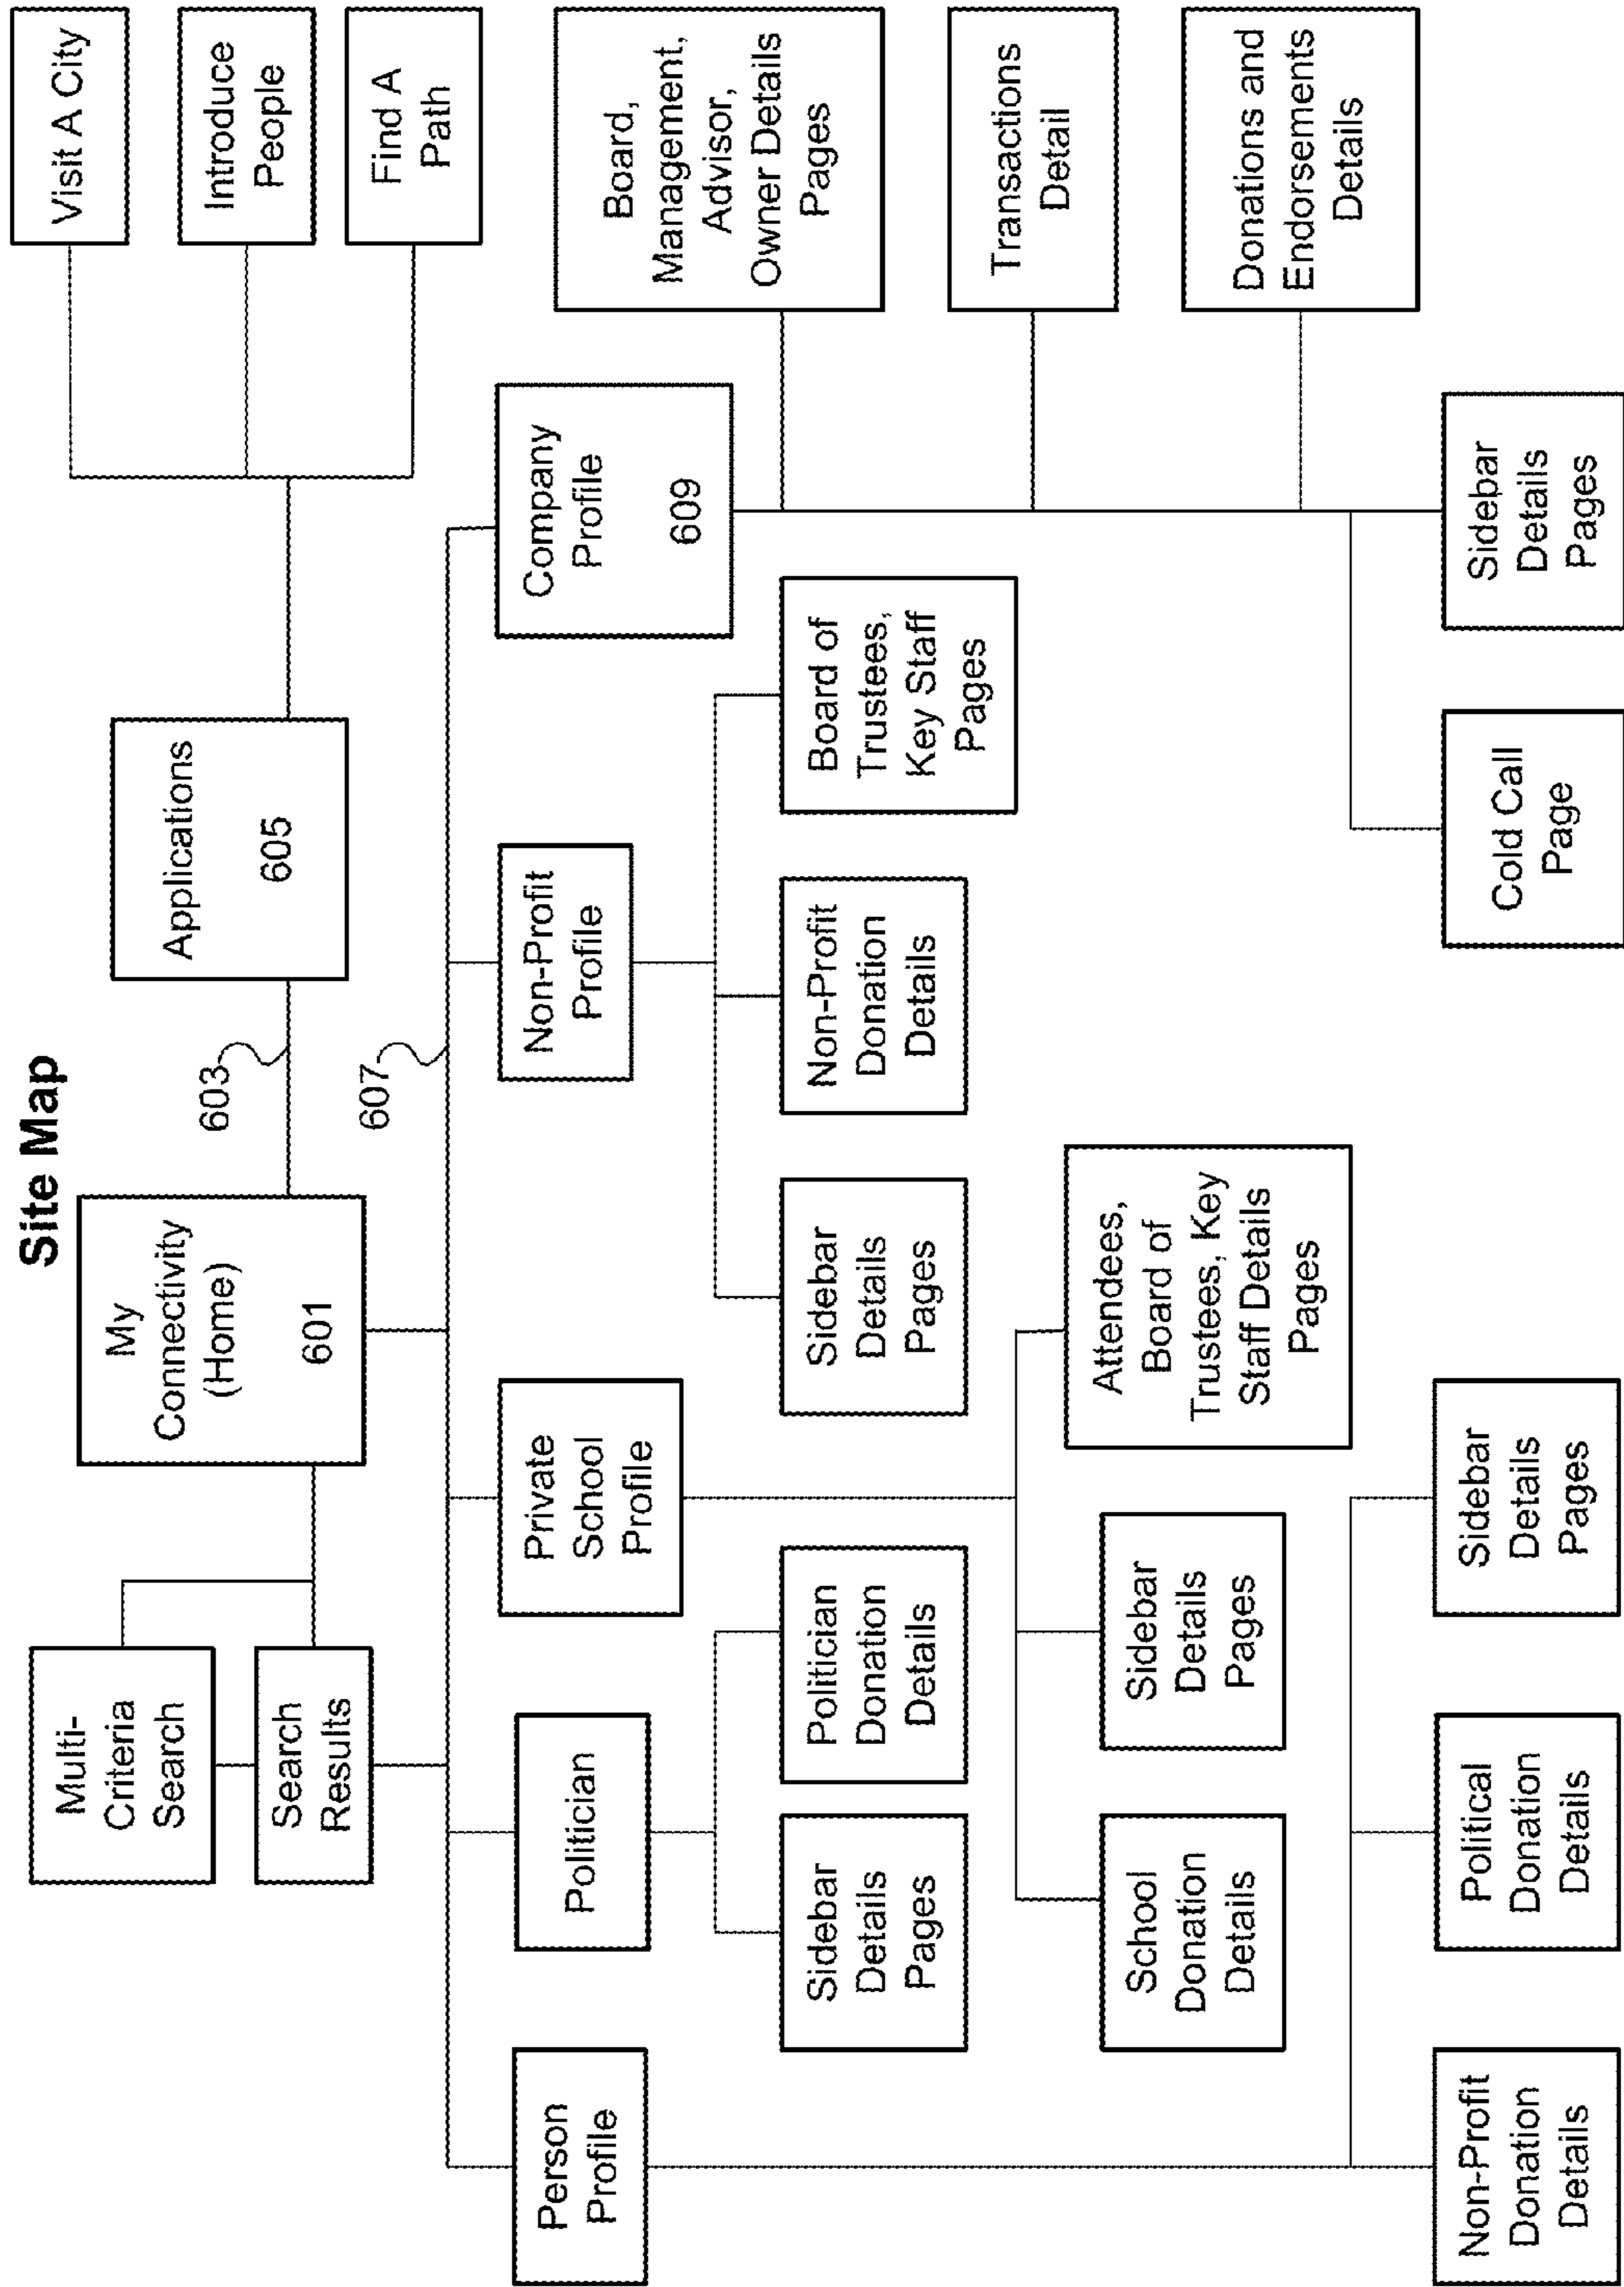 Site Map
Multi-
Criteria
Search
Search
Results
My
Connectivity
(Home)
601
603
Applications
605
Visit A City
Introduce
People
Find A
Path
607
Person
Profile
Politician
Private
School
Profile
Non-Profit
Profile
Company
Profile
609
Sidebar
Details
Pages
Politician
Donation
Details
Sidebar
Details
Pages
Non-Profit
Donation
Details
Board of
Trustees,
Key Staff
Pages
Board,
Management,
Advisor,
Owner Details
Pages
Transactions
Detail
Donations and
Endorsements
Details
School
Donation
Details
Sidebar
Details
Pages
Attendees,
Board of
Trustees, Key
Staff Details
Pages
Non-Profit
Donation
Details
Political
Donation
Details
Sidebar
Details
Pages
Cold Call
Page
Sidebar
Details
Pages